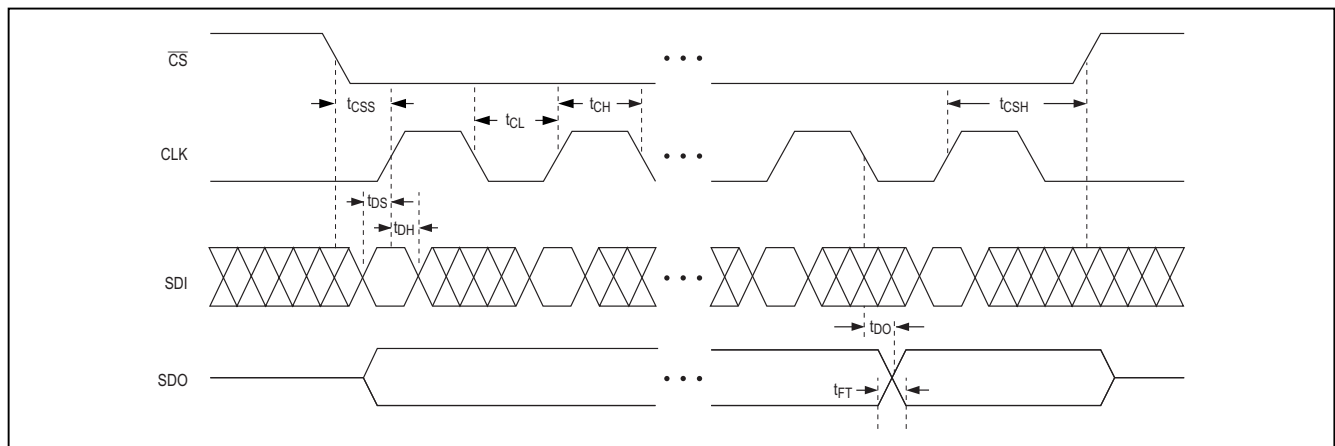 CS
tCSS
tCL
tCH
tCSH
CLK
tDS
tDH
SDI
tDO
SDO
tFT